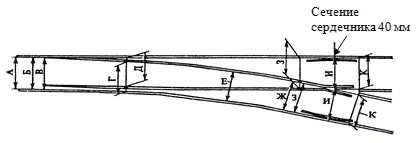 Сечение
сердечника 40 мм
А Б В Г Д Е Ж З З И И К К